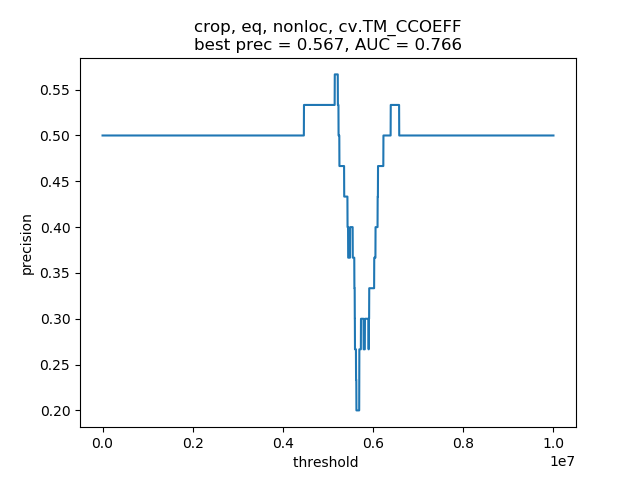 crop, eq, nonloc, cv.TM_CCOEFF
best prec = 0.567, AUC = 0.766
precision
0.55
0.50
0.45
0.40
0.35
0.30
0.25
0.20
0.0 0.2 0.4 0.6 0.8 1.0
1e7
threshold